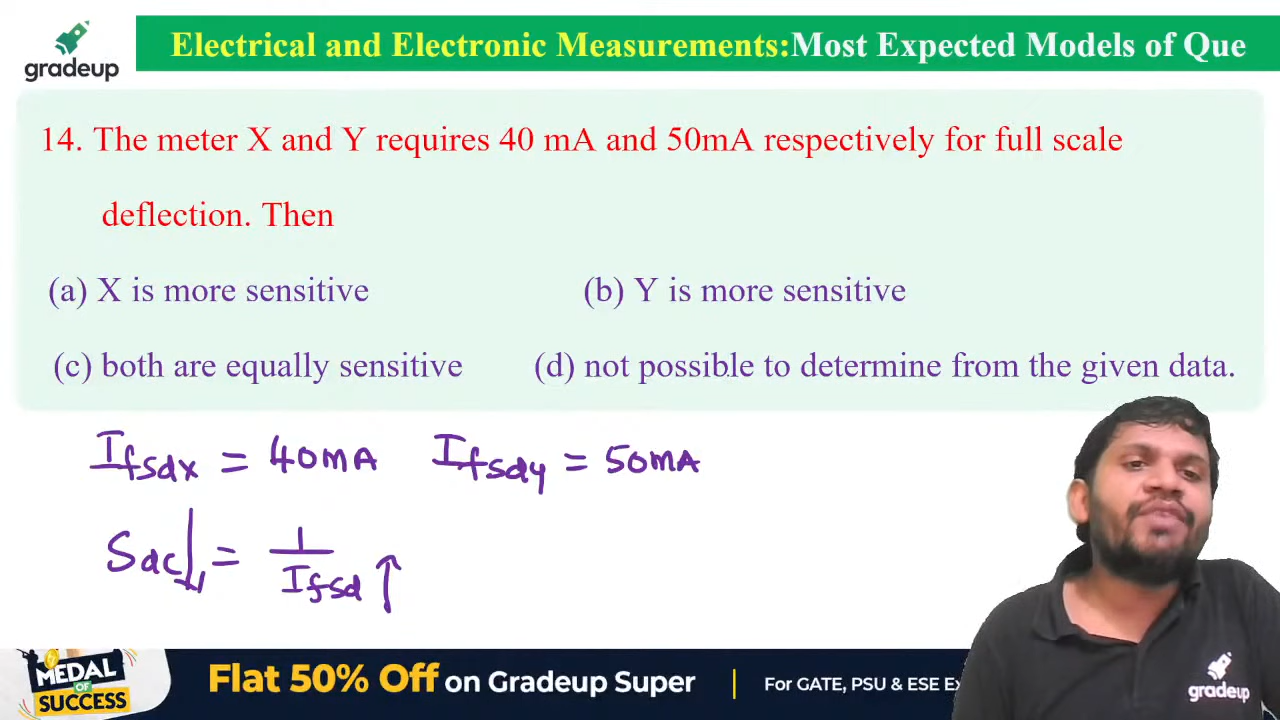 gradeup
Electrical and Electronic Measurements:Most Expected Models of Que
14. The meter X and Y requires 40 mA and 50mA respectively for full scale
deflection. Then
(a) X is more sensitive
(b) Y is more sensitive
(c) both are equally sensitive
(d) not possible to determine from the given data.
Ifsdx = 40mA Ifsdy = 50mA
Sdc↓ = 1/Ifsd ↑
gradeup
MEDAL
OF
SUCCESS
Flat 50% Off on Gradeup Super
For GATE, PSU & ESE Ex